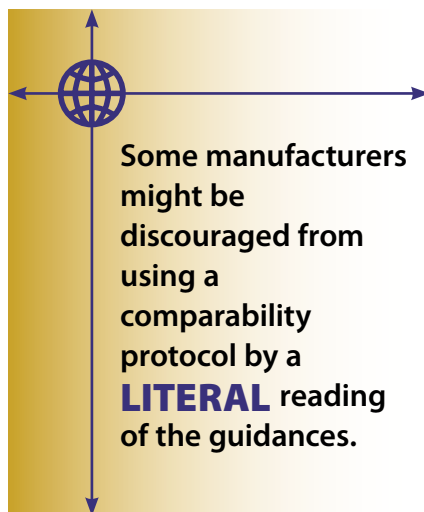 Some manufacturers
might be
discouraged from
using a
comparability
protocol by a
LITERAL reading
of the guidances.